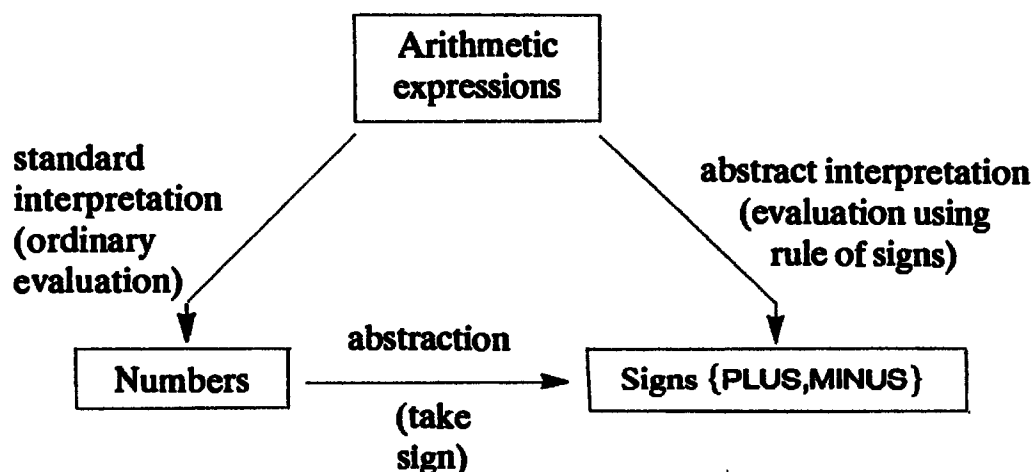 Arithmetic
expressions
standard
interpretation
(ordinary
evaluation)
abstract interpretation
(evaluation using
rule of signs)
Numbers
abstraction
(take
sign)
Signs {PLUS,MINUS}